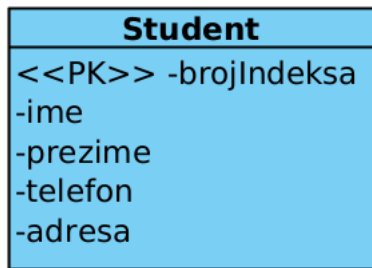 Student
<<PK>> -brojIndeksa
-ime
-prezime
-telefon
-adresa